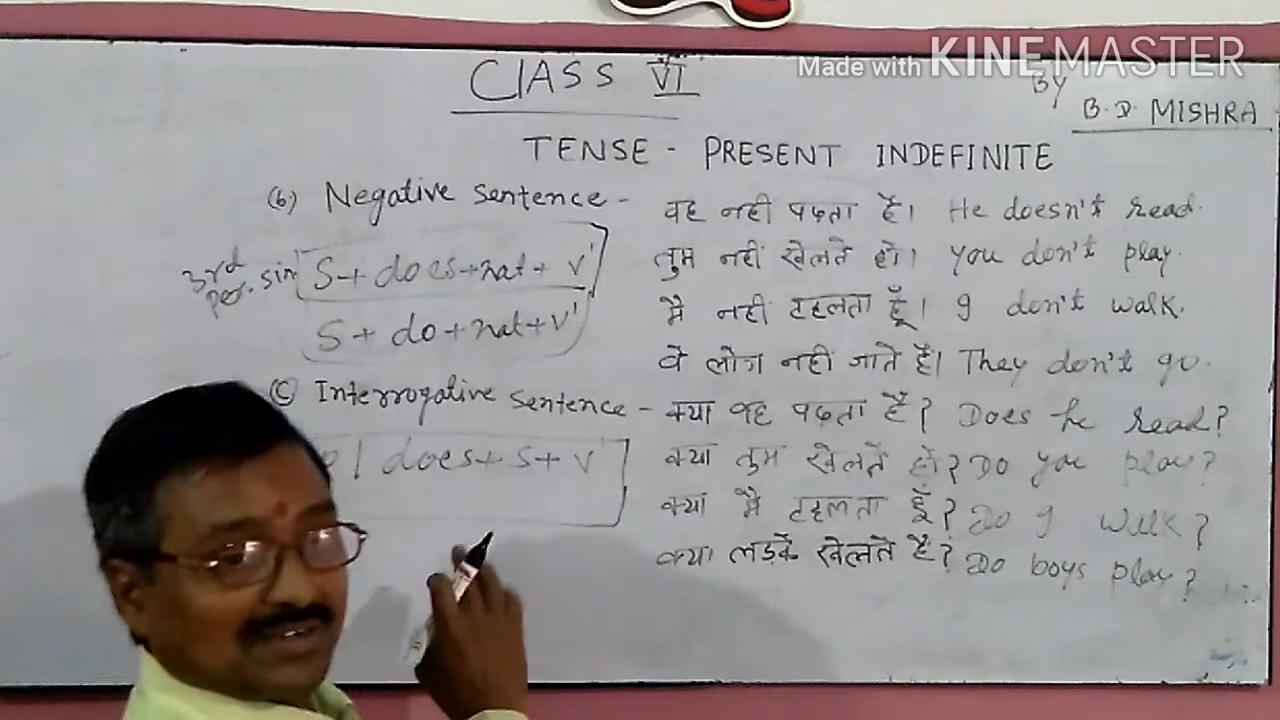 Made with KINEMASTER
CLASS VI
BY
B.D. MISHRA
TENSE - PRESENT INDEFINITE
(b) Negative sentence -
3rd per. sin
S + does + not + V¹
S + do + not + V¹
वह नहीं पढ़ता है। He doesn't read.
तुम नहीं खेलते हो। You don't play.
मै नहीं टहलता हूँ। I don't walk.
वे लोग नहीं जाते हैं। They don't go.
(C) Interrogative sentence -
| does + S + V¹
क्या वह पढ़ता है? Does he read?
क्या तुम खेलते हो? Do you play?
क्या मै टहलता हूँ? Do I walk?
क्या लड़के खेलते हैं? Do boys play?